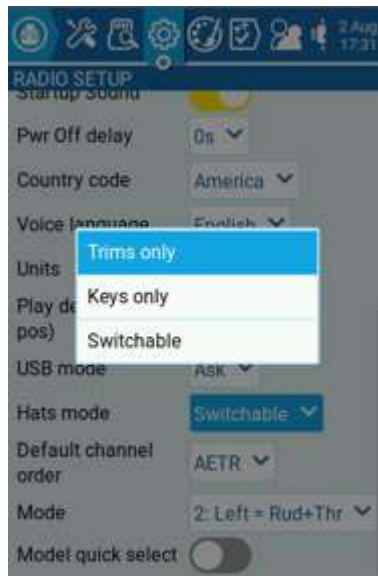 2 Aug
17:31
RADIO SETUP
Startup Sound
Pwr Off delay
0s
Country code
America
Voice language
English
Units
Trims only
Keys only
Switchable
Play de
pos)
USB mode
Ask
Hats mode
Switchable
Default channel
order
AETR
Mode
2: Left = Rud+Thr
Model quick select